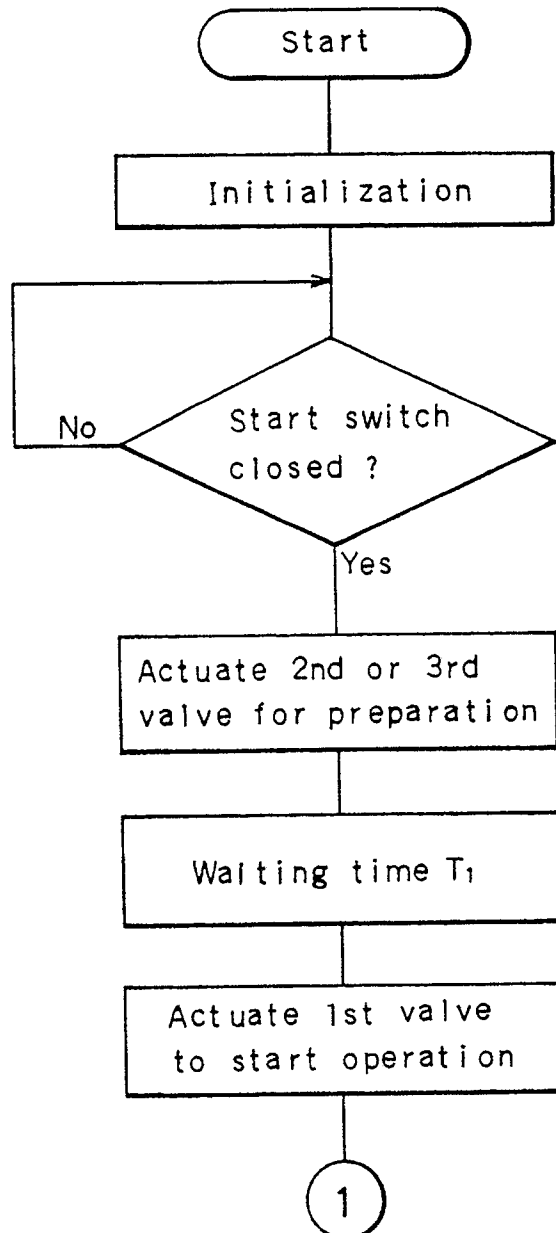 Start
Initialization
Start switch
closed ?
No
Yes
Actuate 2nd or 3rd
valve for preparation
Waiting time T₁
Actuate 1st valve
to start operation
1